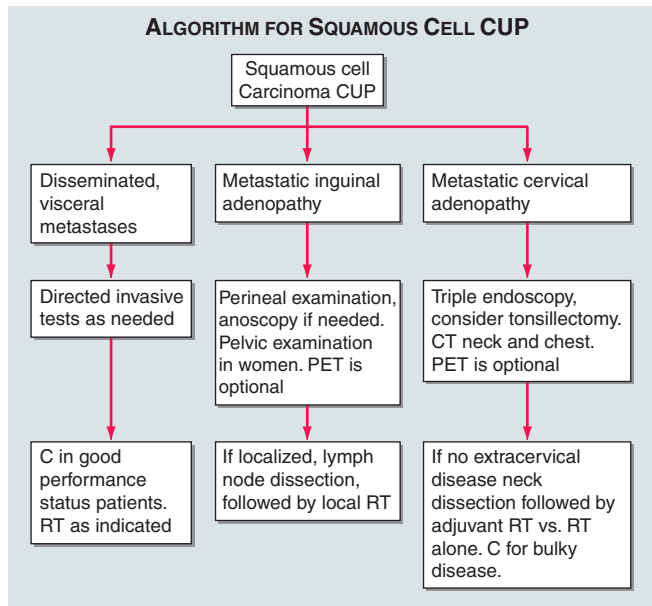 ALGORITHM FOR SQUAMOUS CELL CUP
Squamous cell
Carcinoma CUP
Disseminated,
visceral
metastases
Metastatic inguinal
adenopathy
Metastatic cervical
adenopathy
Directed invasive
tests as needed
Perineal examination,
anoscopy if needed.
Pelvic examination
in women. PET is
optional
Triple endoscopy,
consider tonsillectomy.
CT neck and chest.
PET is optional
C in good
performance
status patients.
RT as indicated
If localized, lymph
node dissection,
followed by local RT
If no extracervical
disease neck
dissection followed by
adjuvant RT vs. RT
alone. C for bulky
disease.